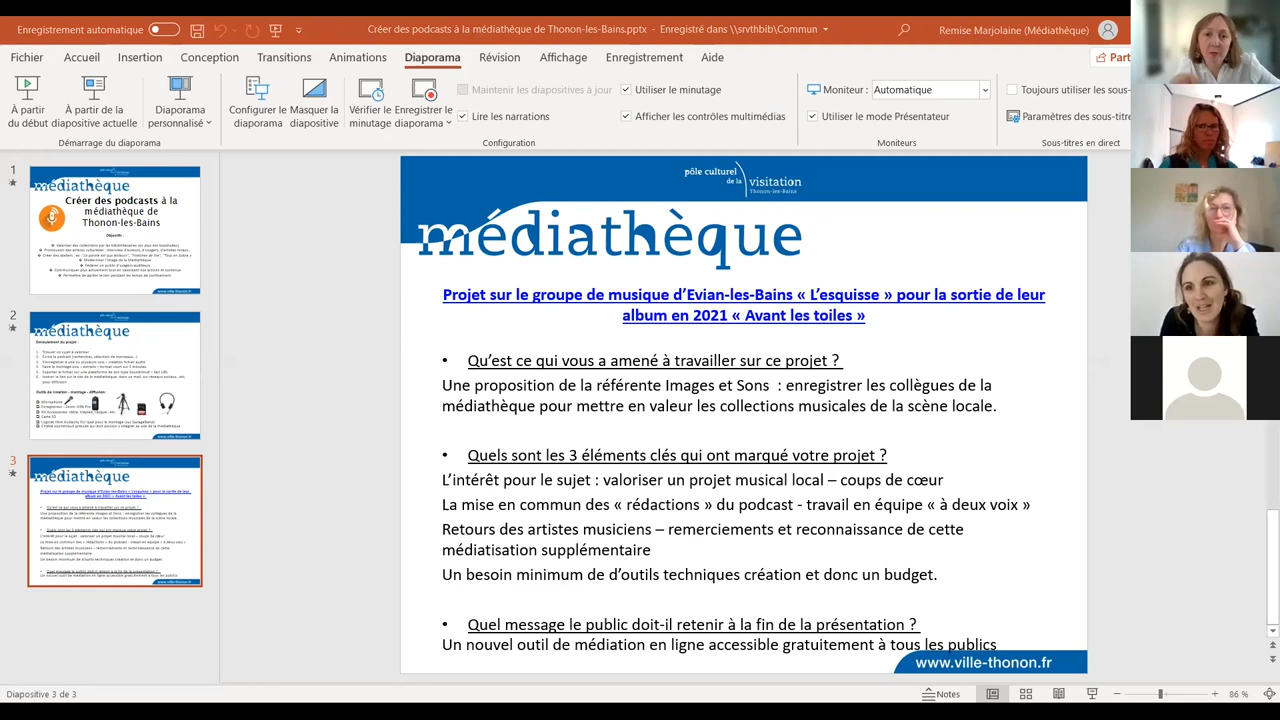 Enregistrement automatique
Créer des podcasts à la médiathèque de Thonon-les-Bains.pptx - Enregistré dans \\srvthbib\Commun
Remise Marjolaine (Médiathèque)
Fichier Accueil Insertion Conception Transitions Animations Diaporama Révision Affichage Enregistrement Aide
Part
À partir du début
À partir de la diapositive actuelle
Diaporama personnalisé
Configurer le diaporama
Masquer la diapositive
Vérifier le minutage
Enregistrer le diaporama
Maintenir les diapositives à jour
Lire les narrations
Utiliser le minutage
Afficher les contrôles multimédias
Moniteur : Automatique
Utiliser le mode Présentateur
Toujours utiliser les sous-
Paramètres des sous-titre
Démarrage du diaporama
Configuration
Moniteurs
Sous-titres en direct
1
médiathèque
Créer des podcasts à la
médiathèque de
Thonon-les-Bains
Objectifs :
2
médiathèque
3
médiathèque
pôle culturel
de la visitation
Thonon-les-Bains
médiathèque
Projet sur le groupe de musique d’Evian-les-Bains « L’esquisse » pour la sortie de leur
album en 2021 « Avant les toiles »
• Qu’est ce qui vous a amené à travailler sur ce projet ?
Une proposition de la référente Images et Sons : enregistrer les collègues de la
médiathèque pour mettre en valeur les collections musicales de la scène locale.
• Quels sont les 3 éléments clés qui ont marqué votre projet ?
L’intérêt pour le sujet : valoriser un projet musical local – coups de cœur
La mise en commun des « rédactions » du podcast : travail en équipe « à deux voix »
Retours des artistes musiciens – remerciements et reconnaissance de cette
médiatisation supplémentaire
Un besoin minimum de d’outils techniques création et donc un budget.
• Quel message le public doit-il retenir à la fin de la présentation ?
Un nouvel outil de médiation en ligne accessible gratuitement à tous les publics
www.ville-thonon.fr
Diapositive 3 de 3
Notes
86 %